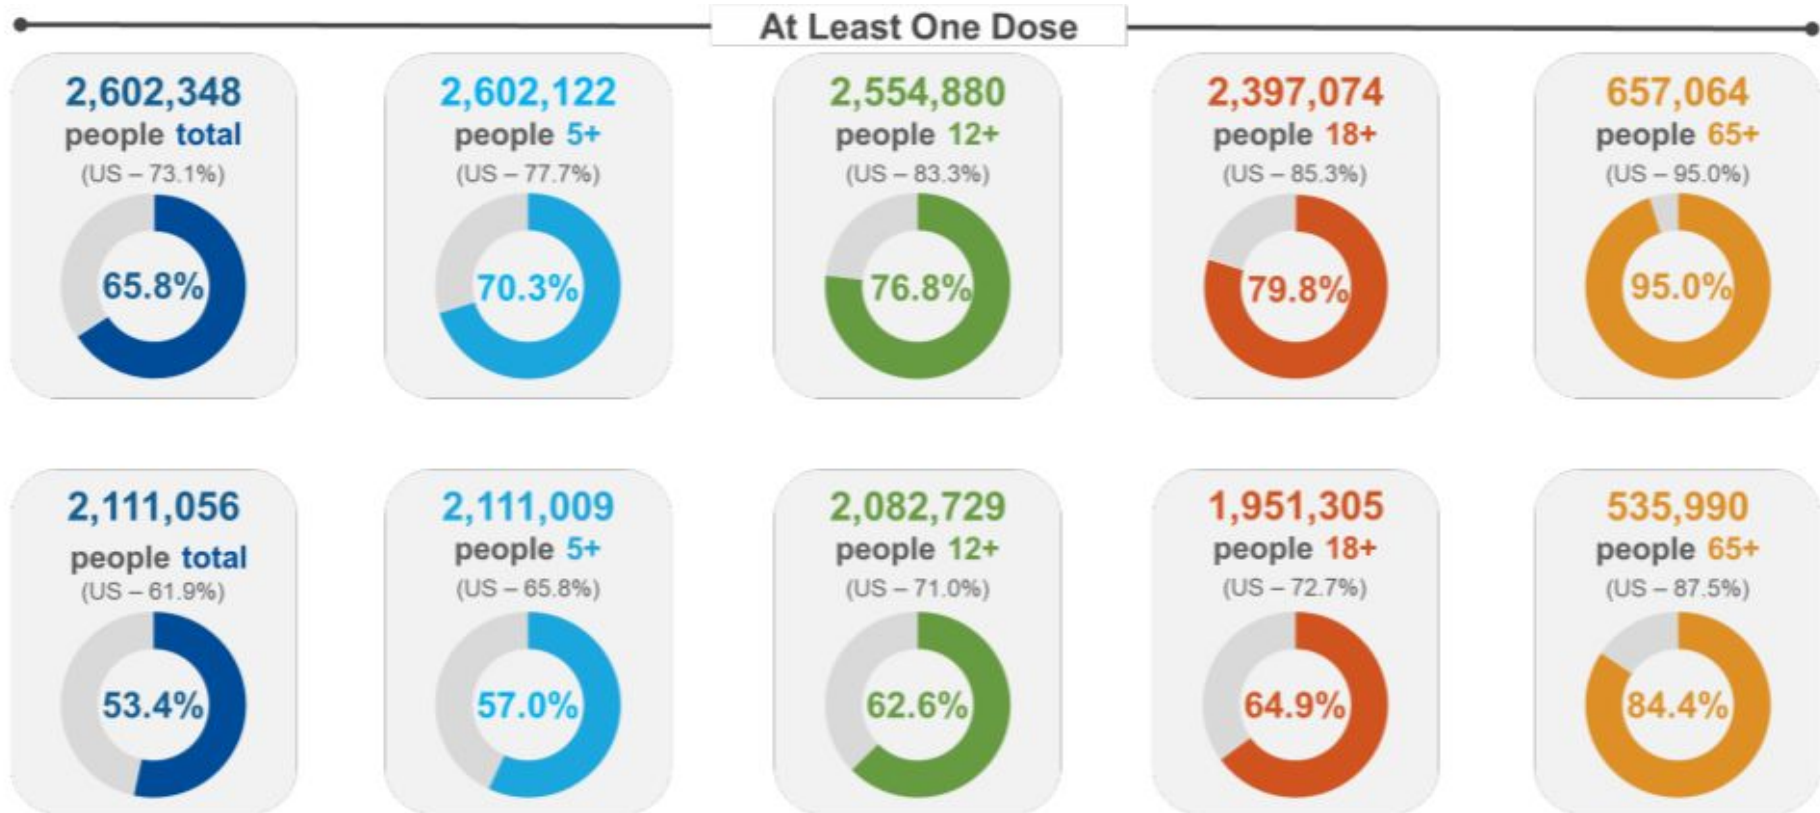 At Least One Dose
2,602,348
people total
(US – 73.1%)
65.8%
2,602,122
people 5+
(US – 77.7%)
70.3%
2,554,880
people 12+
(US – 83.3%)
76.8%
2,397,074
people 18+
(US – 85.3%)
79.8%
657,064
people 65+
(US – 95.0%)
95.0%
2,111,056
people total
(US – 61.9%)
53.4%
2,111,009
people 5+
(US – 65.8%)
57.0%
2,082,729
people 12+
(US – 71.0%)
62.6%
1,951,305
people 18+
(US – 72.7%)
64.9%
535,990
people 65+
(US – 87.5%)
84.4%